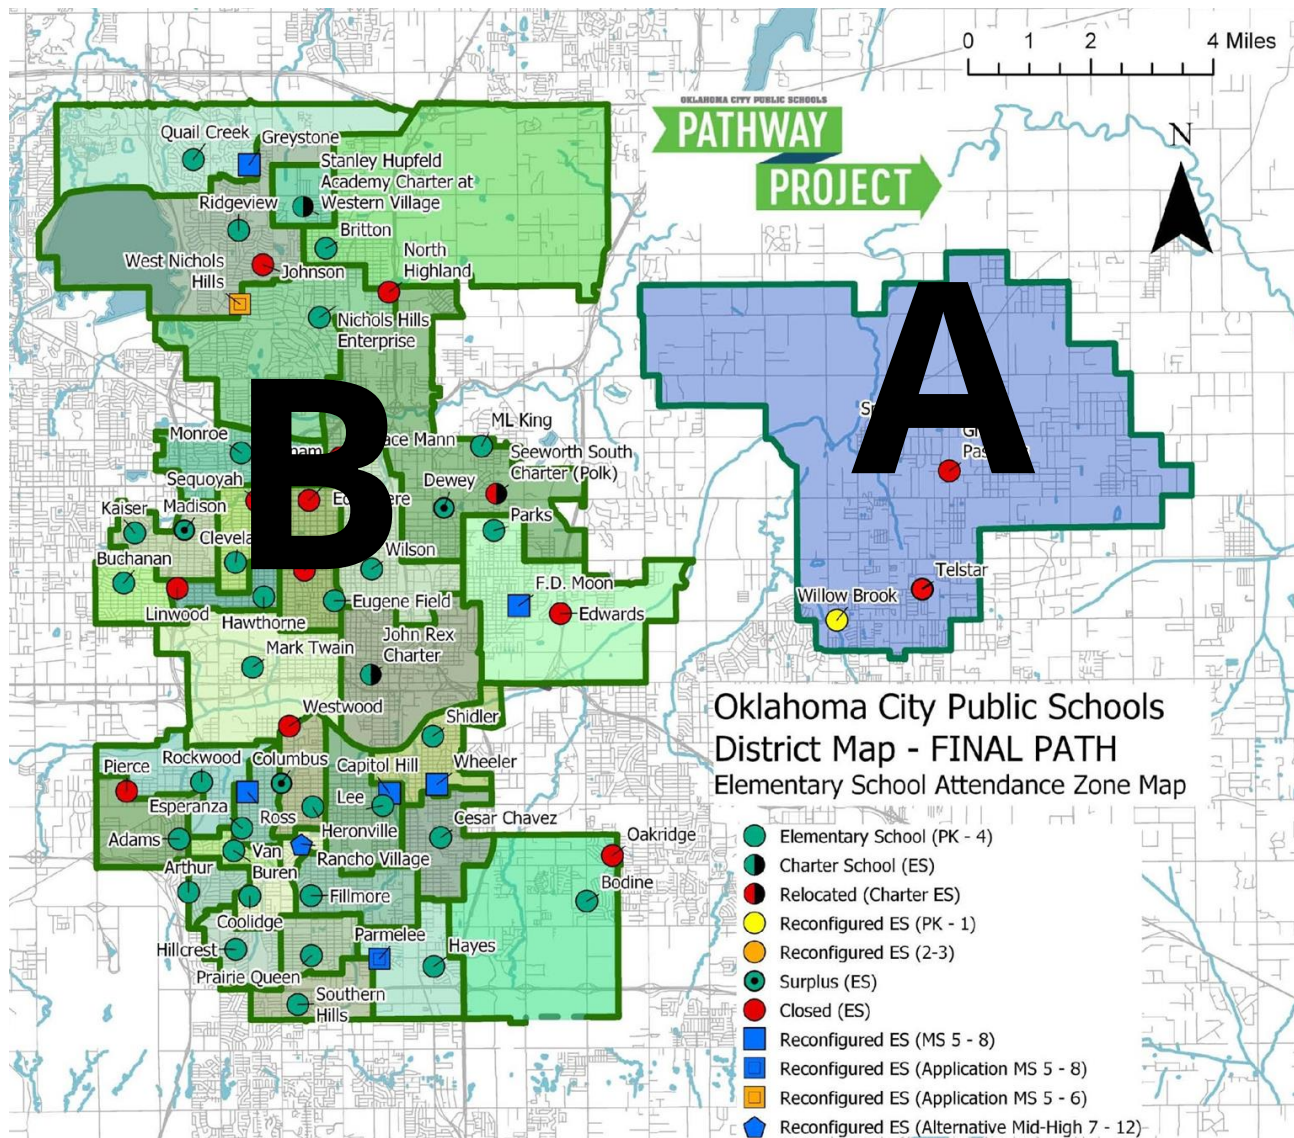 0 1 2 4 Miles
OKLAHOMA CITY PUBLIC SCHOOLS
PATHWAY
PROJECT
N
Quail Creek
Greystone
Stanley Hupfeld
Academy Charter at
Western Village
Ridgeview
Britton
North
Highland
West Nichols
Hills
Johnson
Nichols Hills
Enterprise
A
B
Monroe
ML King
Seeworth South
Charter (Polk)
Sequoyah
Dewey
Kaiser
Madison
Parks
Buchanan
Wilson
F.D. Moon
Edwards
Linwood
Hawthorne
Eugene Field
Telstar
Willow Brook
Mark Twain
John Rex
Charter
Westwood
Shidler
Oklahoma City Public Schools
District Map - FINAL PATH
Elementary School Attendance Zone Map
Pierce
Rockwood
Columbus
Capitol Hill
Wheeler
Esperanza
Ross
Lee
Cesar Chavez
Heronville
Adams
Van
Buren
Rancho Village
Oakridge
Arthur
Bodine
Coolidge
Fillmore
Hillcrest
Parmelee
Hayes
Prairie Queen
Southern
Hills
Elementary School (PK - 4)
Charter School (ES)
Relocated (Charter ES)
Reconfigured ES (PK - 1)
Reconfigured ES (2-3)
Surplus (ES)
Closed (ES)
Reconfigured ES (MS 5 - 8)
Reconfigured ES (Application MS 5 - 8)
Reconfigured ES (Application MS 5 - 6)
Reconfigured ES (Alternative Mid-High 7 - 12)